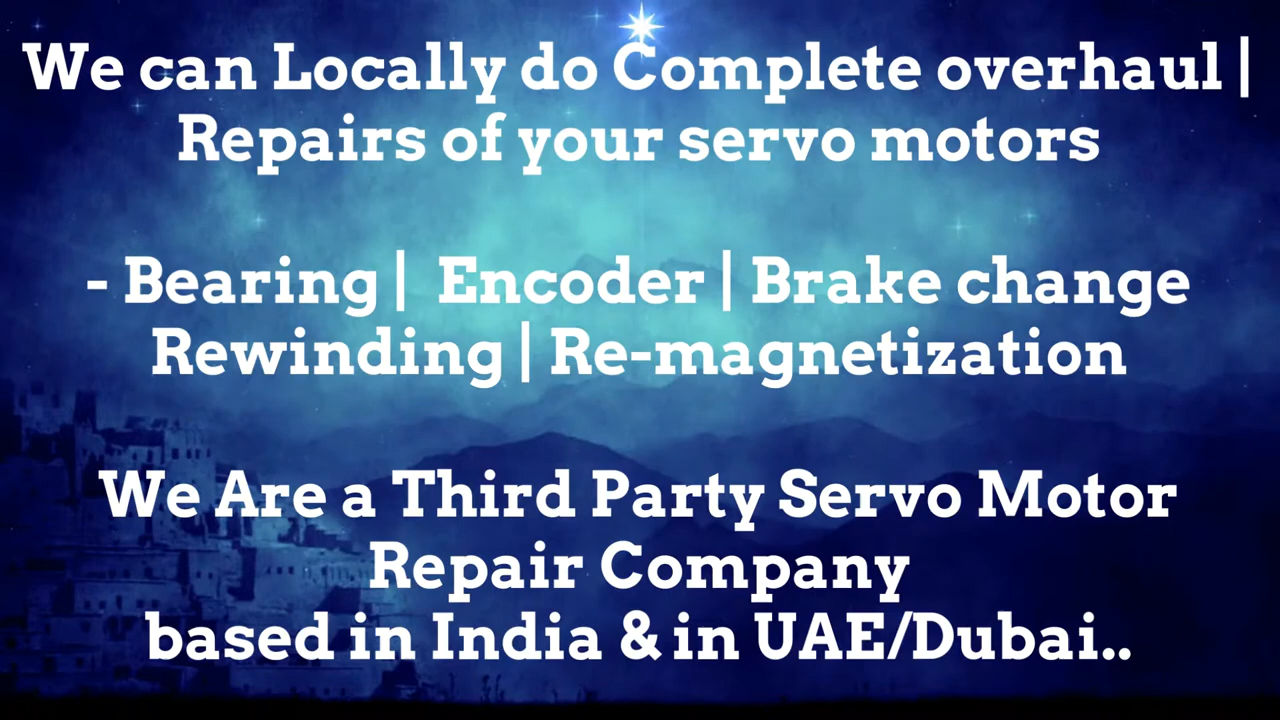 We can Locally do Complete overhaul |
Repairs of your servo motors
- Bearing | Encoder | Brake change
Rewinding | Re-magnetization
We Are a Third Party Servo Motor
Repair Company
based in India & in UAE/Dubai..